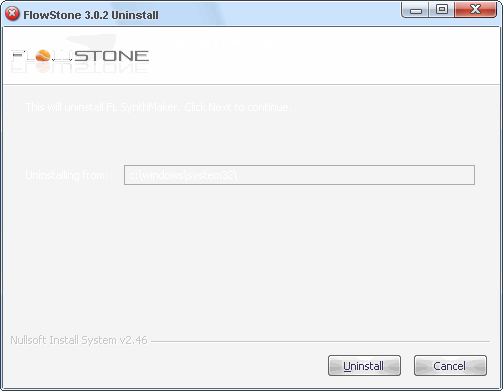 FlowStone 3.0.2 Uninstall
FLOWSTONE
This will uninstall FL SynthMaker. Click Next to continue
Uninstalling from
c:\windows\system32\
Nullsoft Install System v2.46
Uninstall
Cancel